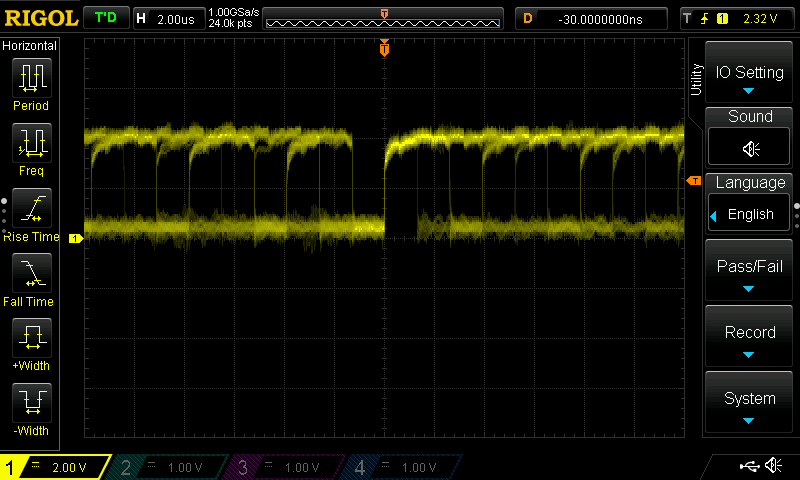 RIGOL T'D H 2.00us 1.00GSa/s 24.0k pts T D -30.0000000ns T 1 2.32 V
Horizontal
Period
Freq
Rise Time
Fall Time
+Width
-Width
T
T
1
Utility
IO Setting
Sound
Language
English
Pass/Fail
Record
System
1 2.00 V 2 1.00 V 3 1.00 V 4 1.00 V